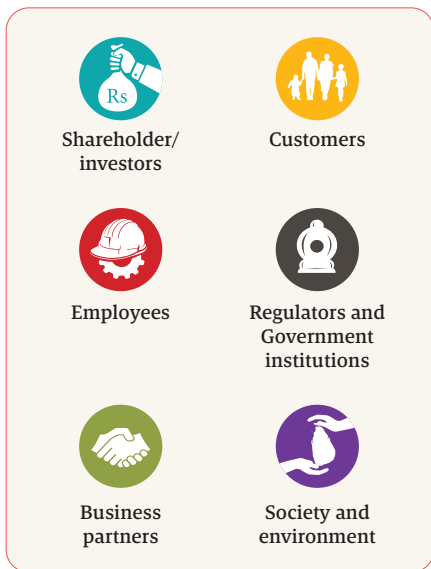 Rs
Shareholder/
investors
Customers
Employees
Regulators and
Government
institutions
Business
partners
Society and
environment